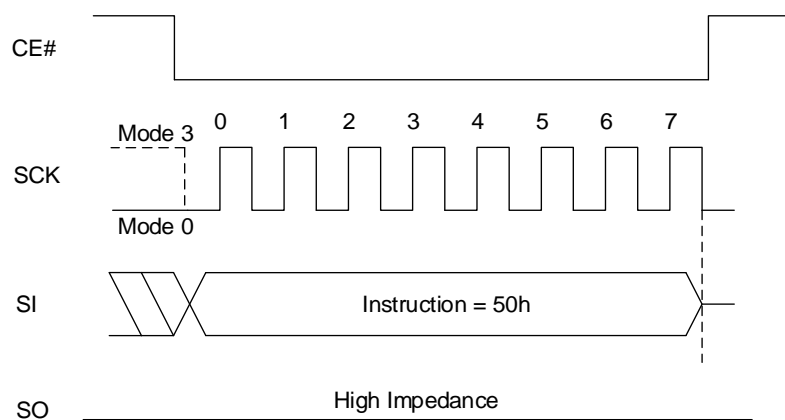 CE#
0 1 2 3 4 5 6 7
Mode 3
SCK
Mode 0
SI
Instruction = 50h
High Impedance
SO